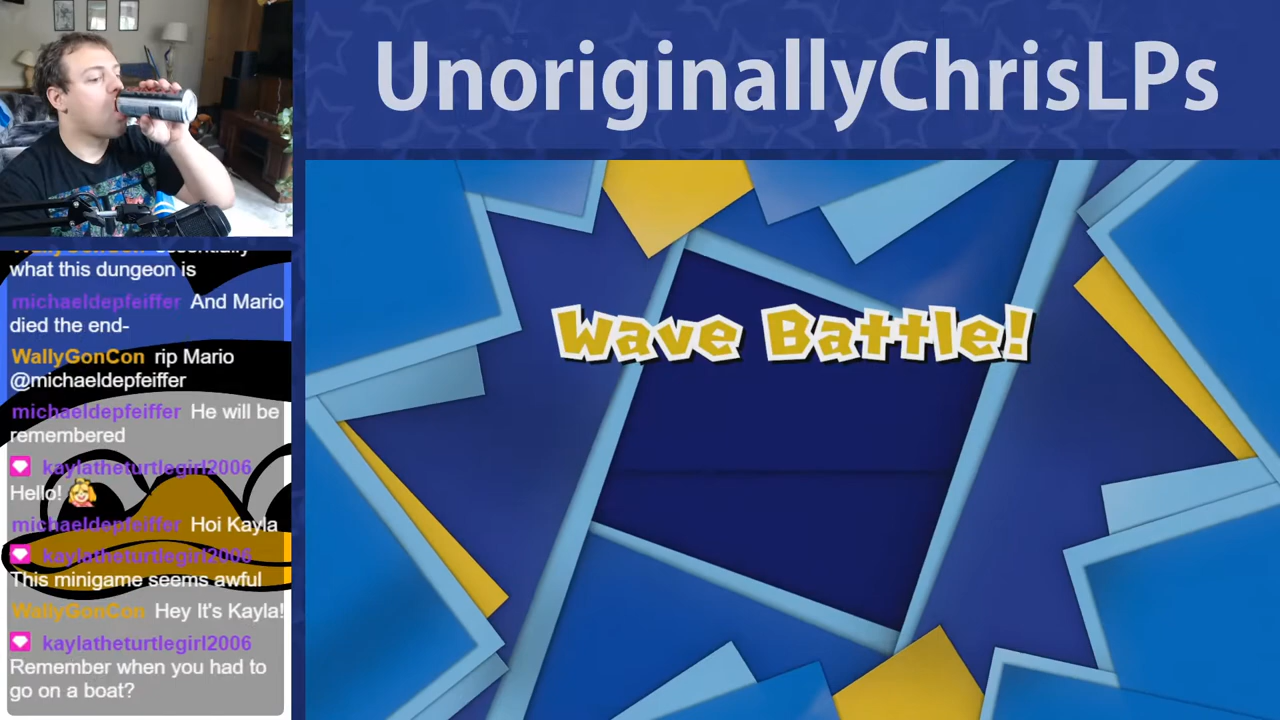 UnoriginallyChrisLPs
Wave Battle!
what this dungeon is
michaeldepfeiffer And Mario
died the end-
WallyGonCon rip Mario
@michaeldepfeiffer
michaeldepfeiffer He will be
remembered
kaylatheturtlegirl2006
Hello!
michaeldepfeiffer Hoi Kayla
kaylatheturtlegirl2006
This minigame seems awful
WallyGonCon Hey It's Kayla!
kaylatheturtlegirl2006
Remember when you had to
go on a boat?